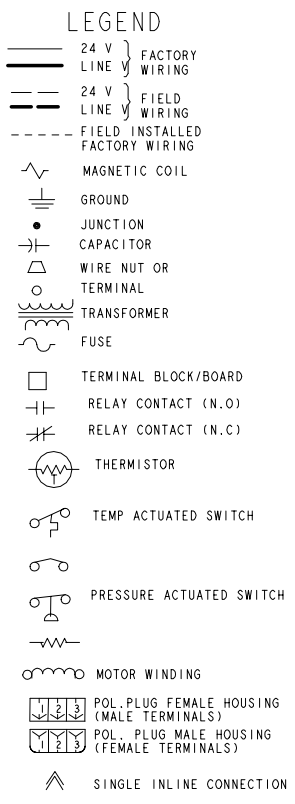 LEGEND
24 V
LINE V
FACTORY
WIRING
24 V
LINE V
FIELD
WIRING
FIELD INSTALLED
FACTORY WIRING
MAGNETIC COIL
GROUND
JUNCTION
CAPACITOR
WIRE NUT OR
TERMINAL
TRANSFORMER
FUSE
TERMINAL BLOCK/BOARD
RELAY CONTACT (N.O)
RELAY CONTACT (N.C)
THERMISTOR
T
TEMP ACTUATED SWITCH
PRESSURE ACTUATED SWITCH
MOTOR WINDING
1 2 3
POL.PLUG FEMALE HOUSING
(MALE TERMINALS)
1 2 3
POL. PLUG MALE HOUSING
(FEMALE TERMINALS)
SINGLE INLINE CONNECTION